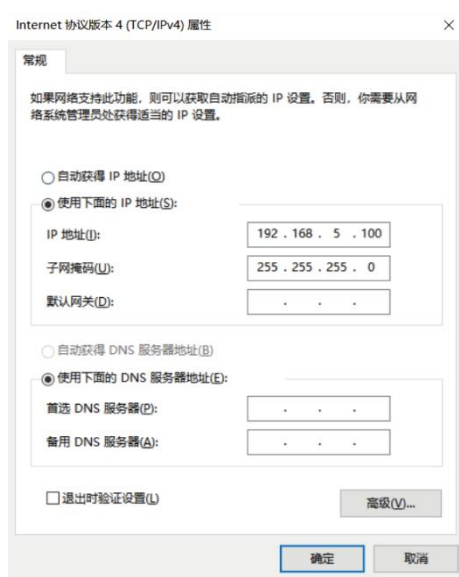 Internet 协议版本 4 (TCP/IPv4) 属性
常规
如果网络支持此功能，则可以获取自动指派的 IP 设置。否则，你需要从网
络系统管理员处获得适当的 IP 设置。
自动获得 IP 地址(O)
使用下面的 IP 地址(S):
IP 地址(I): 192 . 168 . 5 . 100
子网掩码(U): 255 . 255 . 255 . 0
默认网关(D): . . .
自动获得 DNS 服务器地址(B)
使用下面的 DNS 服务器地址(E):
首选 DNS 服务器(P): . . .
备用 DNS 服务器(A): . . .
退出时验证设置(L)
高级(V)...
确定 取消